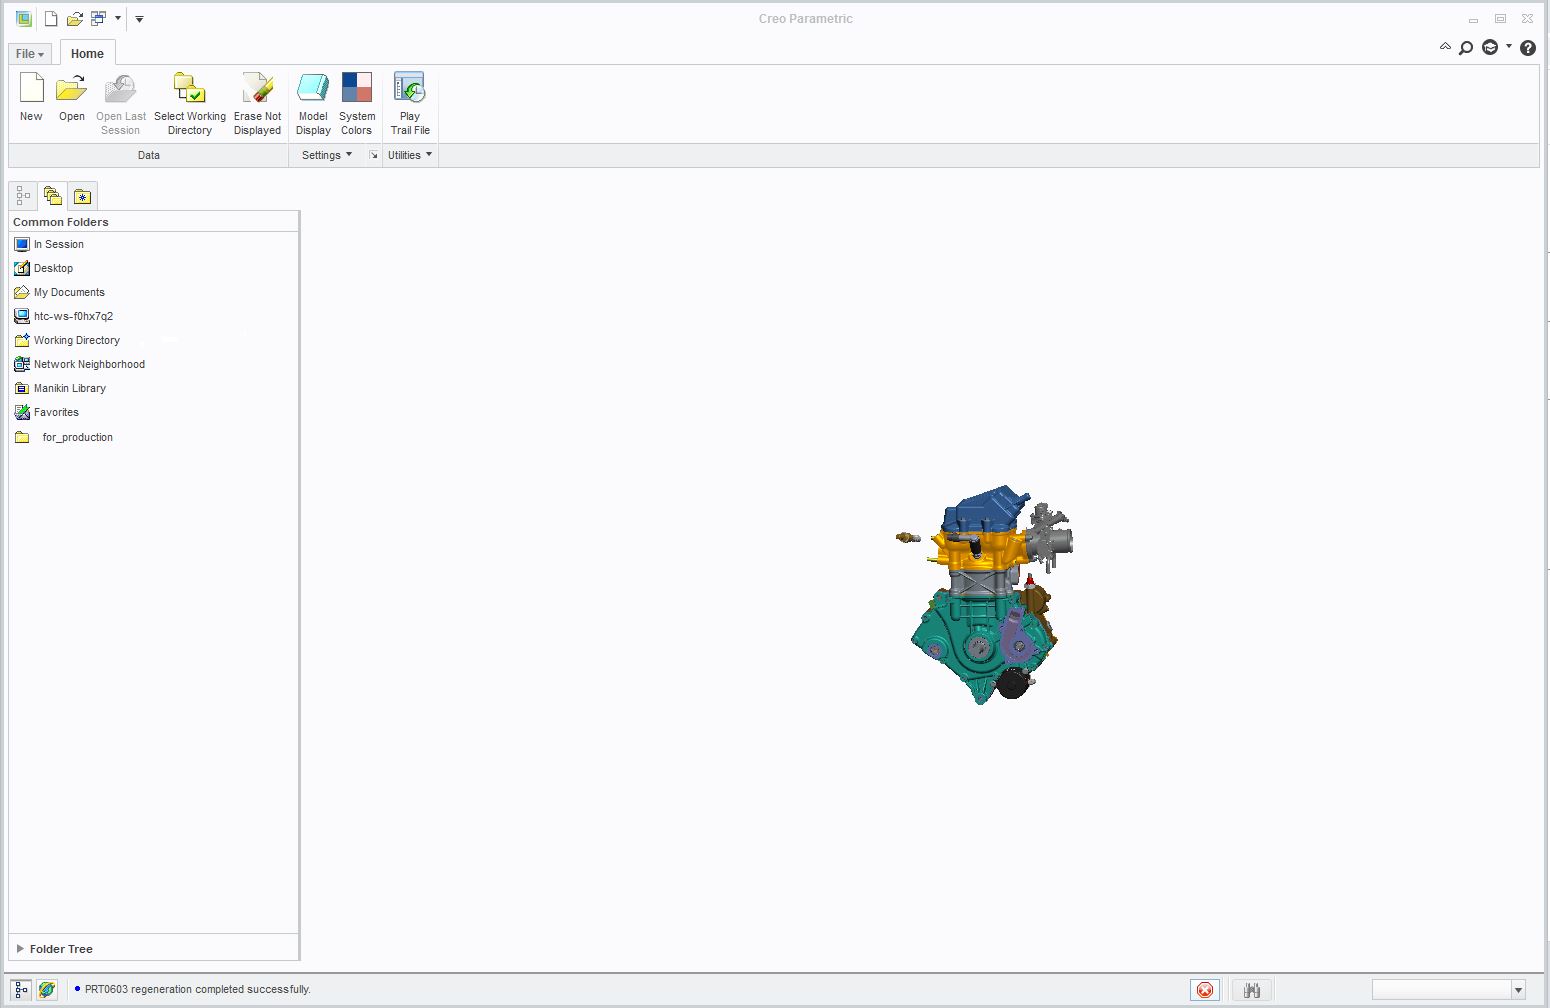 Creo Parametric
File
Home
New
Open
Open Last
Session
Select Working
Directory
Erase Not
Displayed
Model
Display
System
Colors
Play
Trail File
Data
Settings
Utilities
Common Folders
In Session
Desktop
My Documents
htc-ws-f0hx7q2
Working Directory
Network Neighborhood
Manikin Library
Favorites
for_production
Folder Tree
PRT0603 regeneration completed successfully.